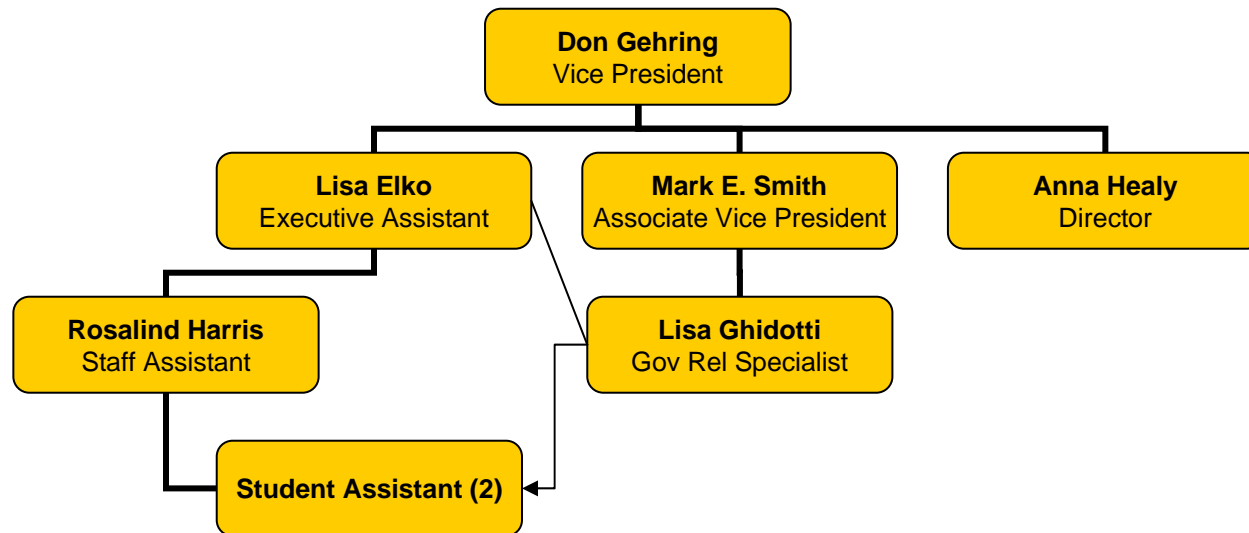 Don Gehring
Vice President
Lisa Elko
Executive Assistant
Mark E. Smith
Associate Vice President
Anna Healy
Director
Rosalind Harris
Staff Assistant
Lisa Ghidotti
Gov Rel Specialist
Student Assistant (2)